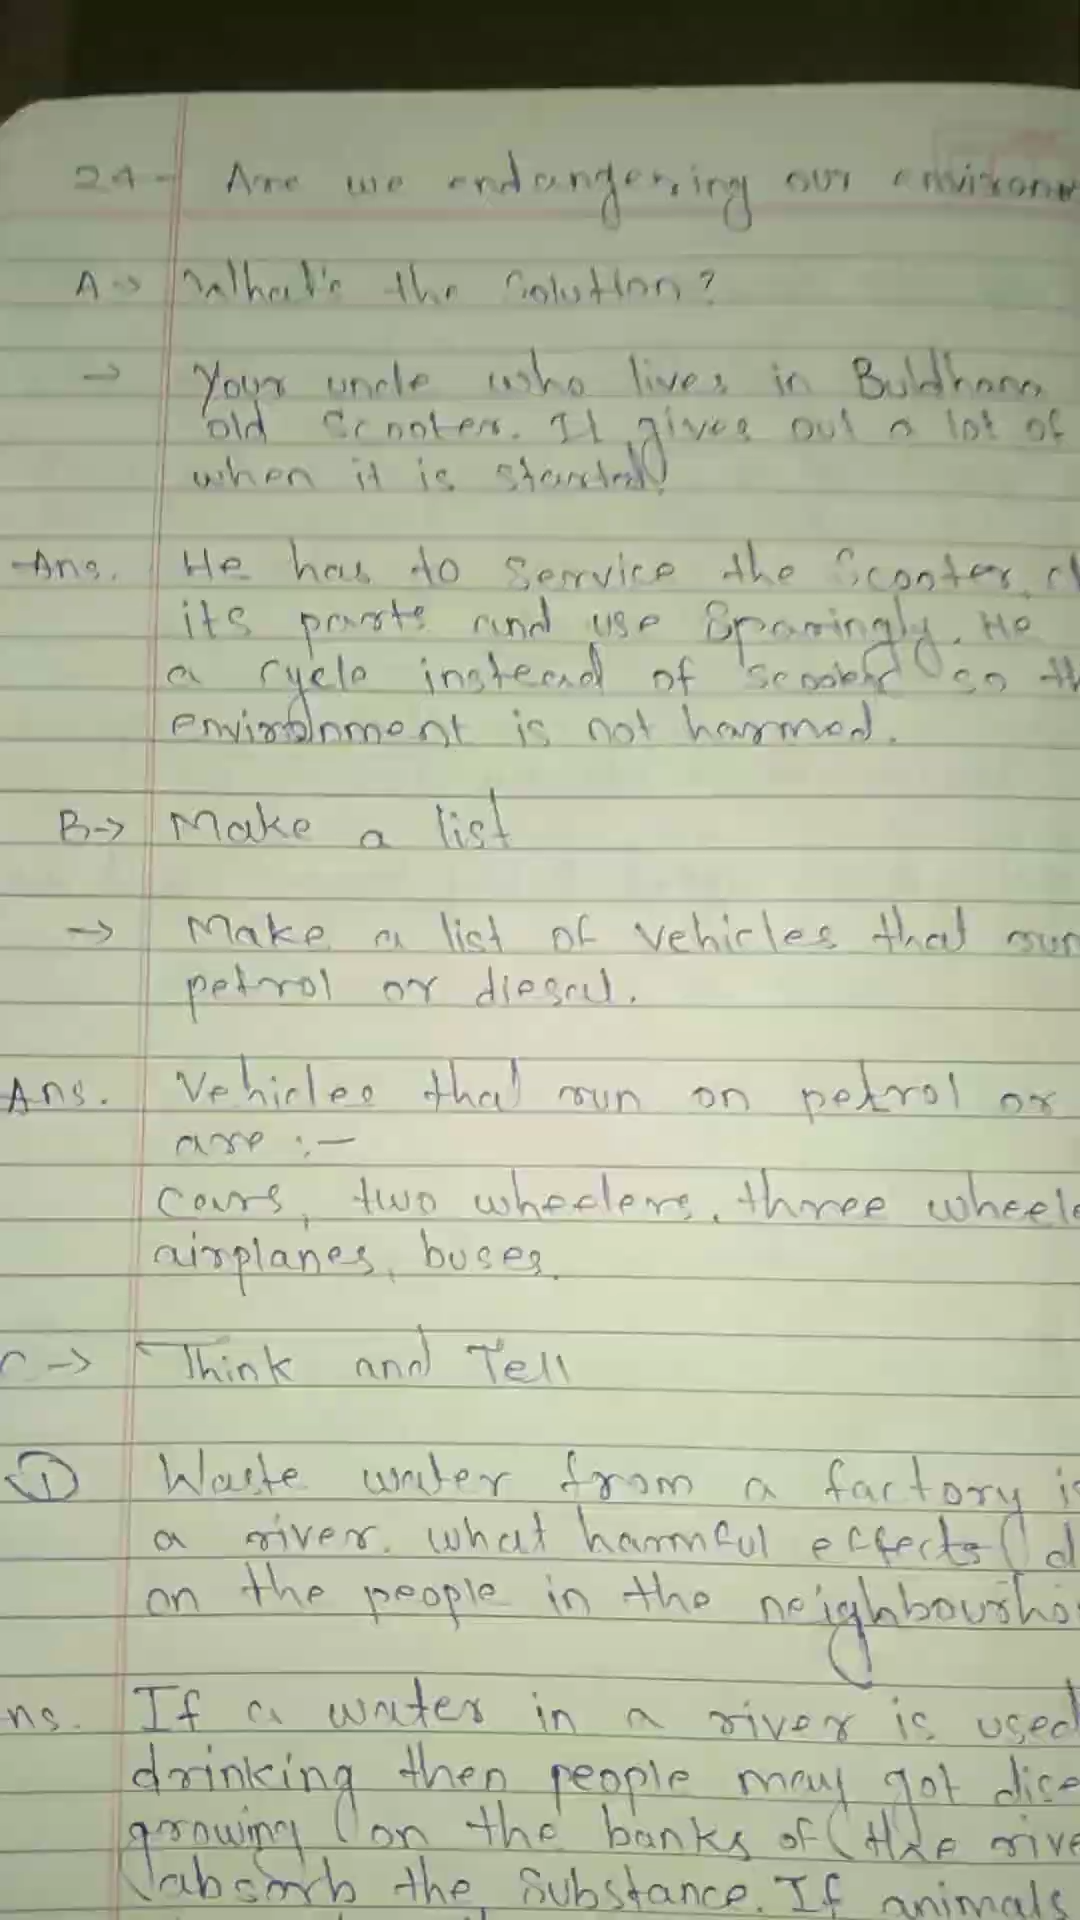 24 - Are we endangering our environm
A → What's the Solution?
→ Your uncle who lives in Buldhana
old Scooter. It gives out a lot of
when it is started.
Ans. He has to service the Scooter, cl
its parts and use Sparingly. He
a cycle instead of scooter so th
environment is not harmed.
B → Make a list
→ Make a list of vehicles that run
petrol or diesel.
Ans. Vehicles that run on petrol or
are :-
cars, two wheelers, three wheele
airplanes, buses.
C → Think and Tell
① Waste water from a factory is
a river. what harmful effects d
on the people in the neighbourho
ns. If a water in a river is used
drinking then people may got dise
growing on the banks of the rive
absorb the substance. If animals